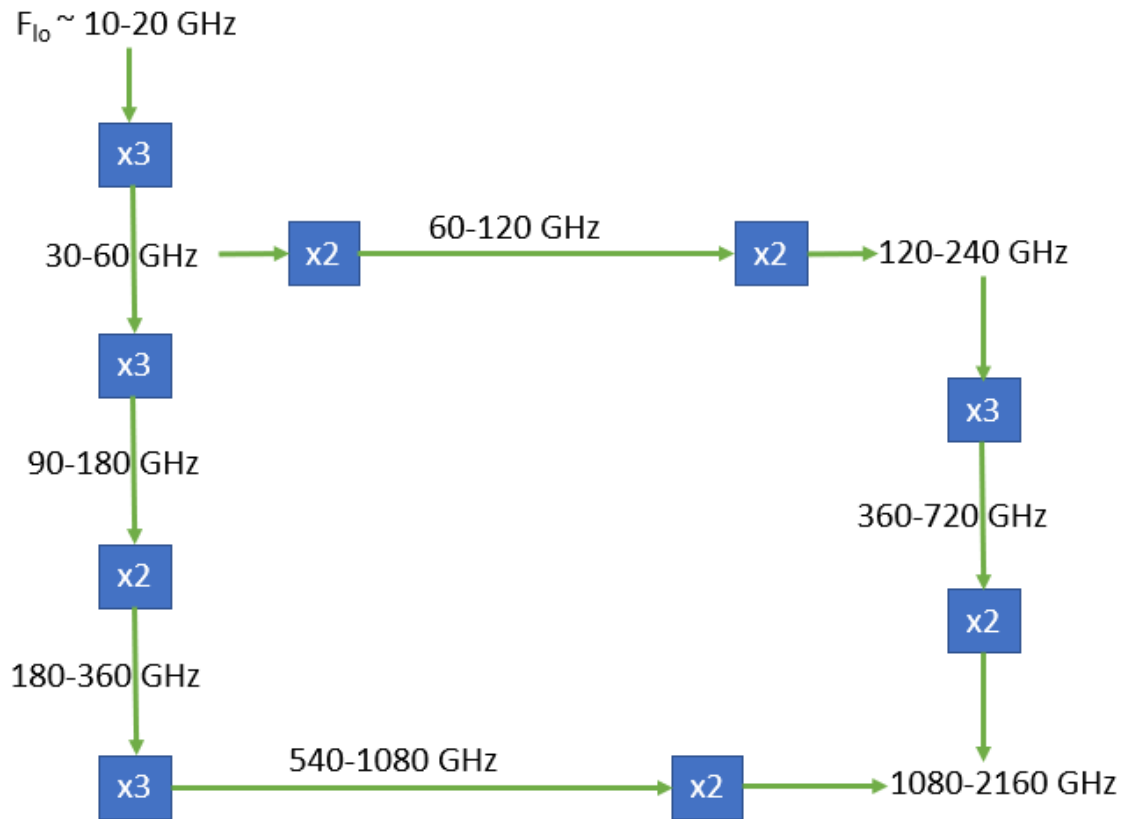 F_lo ~ 10-20 GHz
x3
30-60 GHz
x2
60-120 GHz
x2
120-240 GHz
x3
x3
90-180 GHz
360-720 GHz
x2
x2
180-360 GHz
x3
540-1080 GHz
x2
1080-2160 GHz